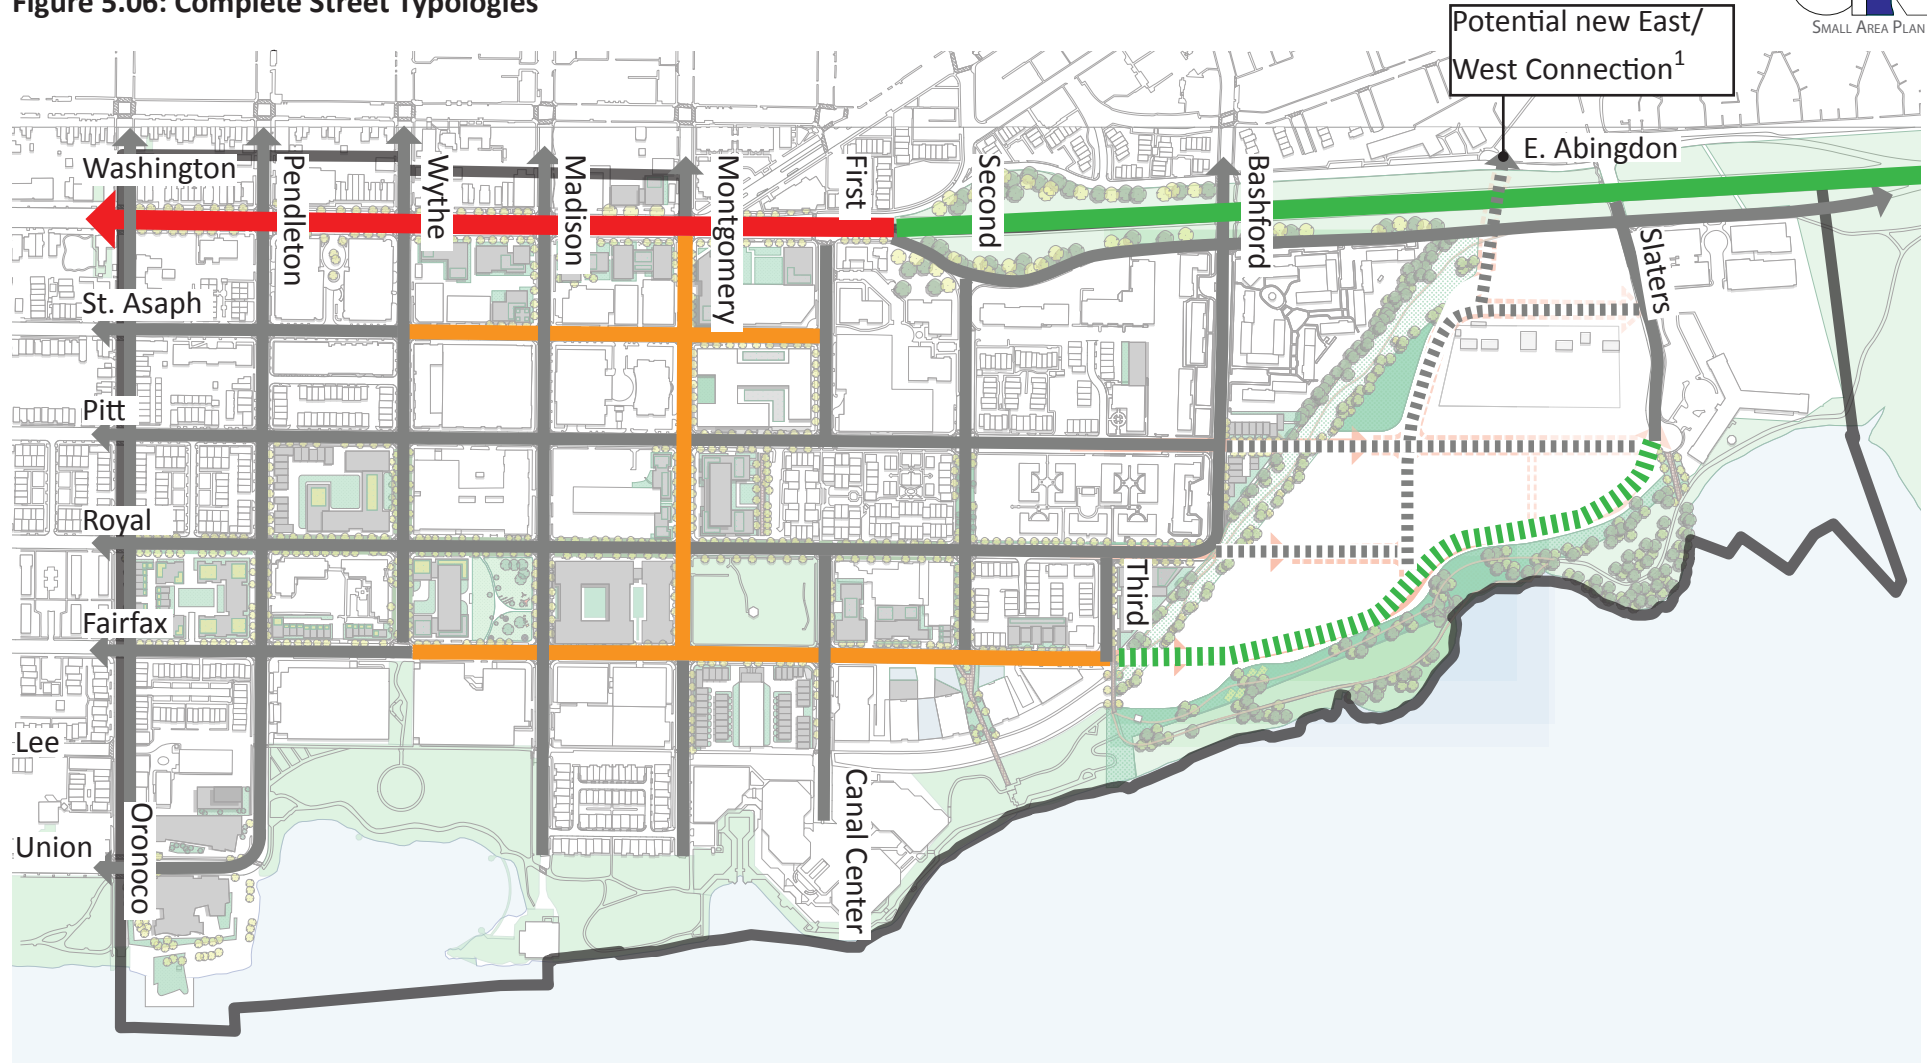 Figure 5.06: Complete Street Typologies
SMALL AREA PLAN
Potential new East/
West Connection1
E. Abingdon
Washington
Pendleton
Wythe
Madison
Montgomery
First
Second
Bashford
Slaters
St. Asaph
Pitt
Royal
Fairfax
Third
Lee
Union
Oronoco
Canal Center